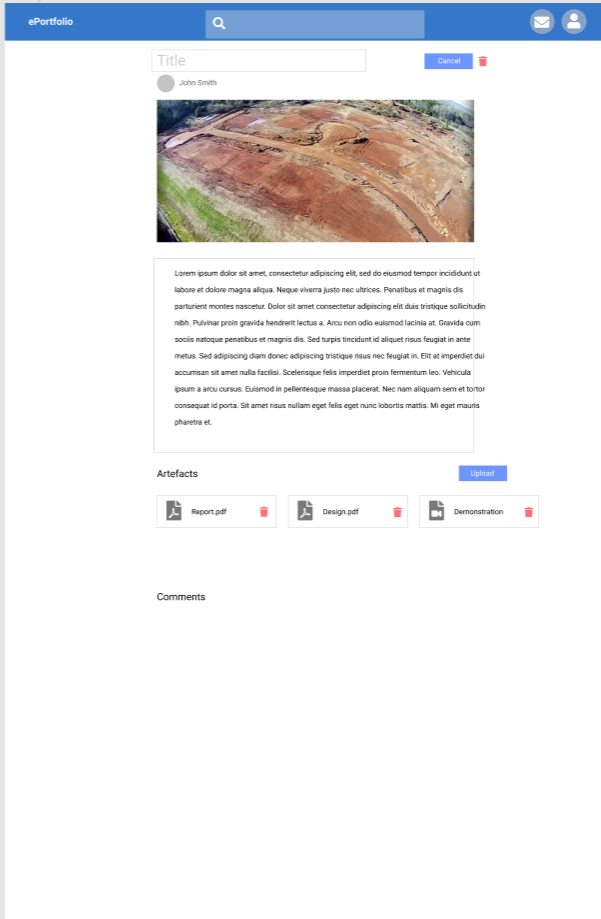 ePortfolio
Title
Cancel
John Smith
Lorem ipsum dolor sit amet, consectetur adipiscing elit, sed do eiusmod tempor incididunt ut
labore et dolore magna aliqua. Neque viverra justo nec ultrices. Penatibus et magnis dis
parturient montes nascetur. Dolor sit amet consectetur adipiscing elit duis tristique sollicitudin
nibh. Pulvinar proin gravida hendrerit lectus a. Arcu non odio euismod lacinia at. Gravida cum
sociis natoque penatibus et magnis dis. Sed turpis tincidunt id aliquet risus feugiat in ante
metus. Sed adipiscing diam donec adipiscing tristique risus nec feugiat in. Elit at imperdiet dui
accumsan sit amet nulla facilisi. Scelerisque felis imperdiet proin fermentum leo. Vehicula
ipsum a arcu cursus. Euismod in pellentesque massa placerat. Nec nam aliquam sem et tortor
consequat id porta. Sit amet risus nullam eget felis eget nunc lobortis mattis. Mi eget mauris
pharetra et.
Artefacts
Upload
Report.pdf
Design.pdf
Demonstration
Comments